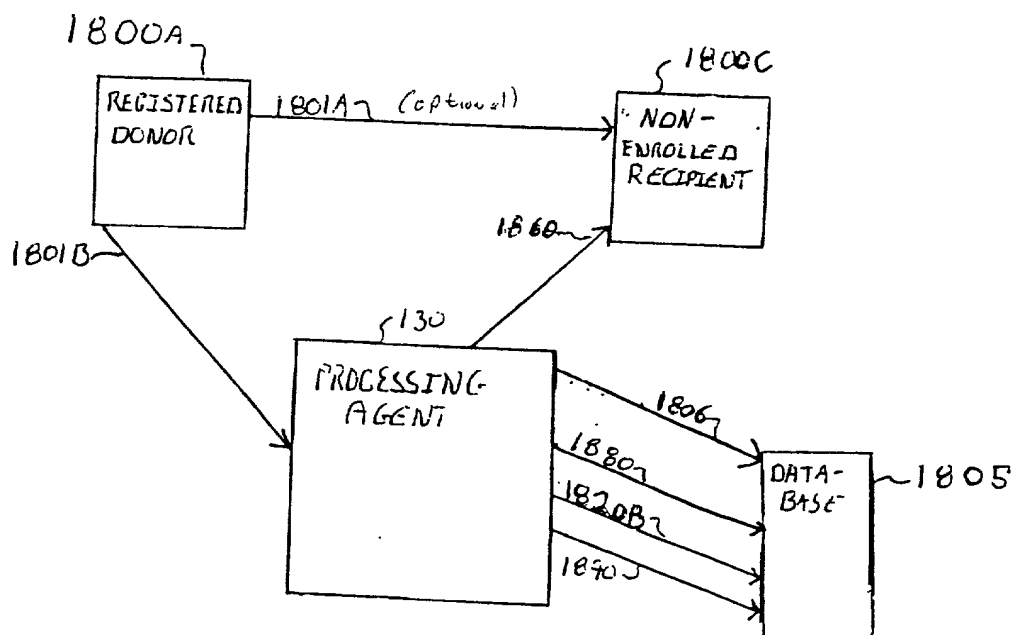 1800A
1800C
REGISTERED
DONOR
1801A
(optional)
NON-
ENROLLED
RECIPIENT
1860
1801B
130
PROCESSING
AGENT
1806
1880
1820B
1890
DATA-
BASE
1805